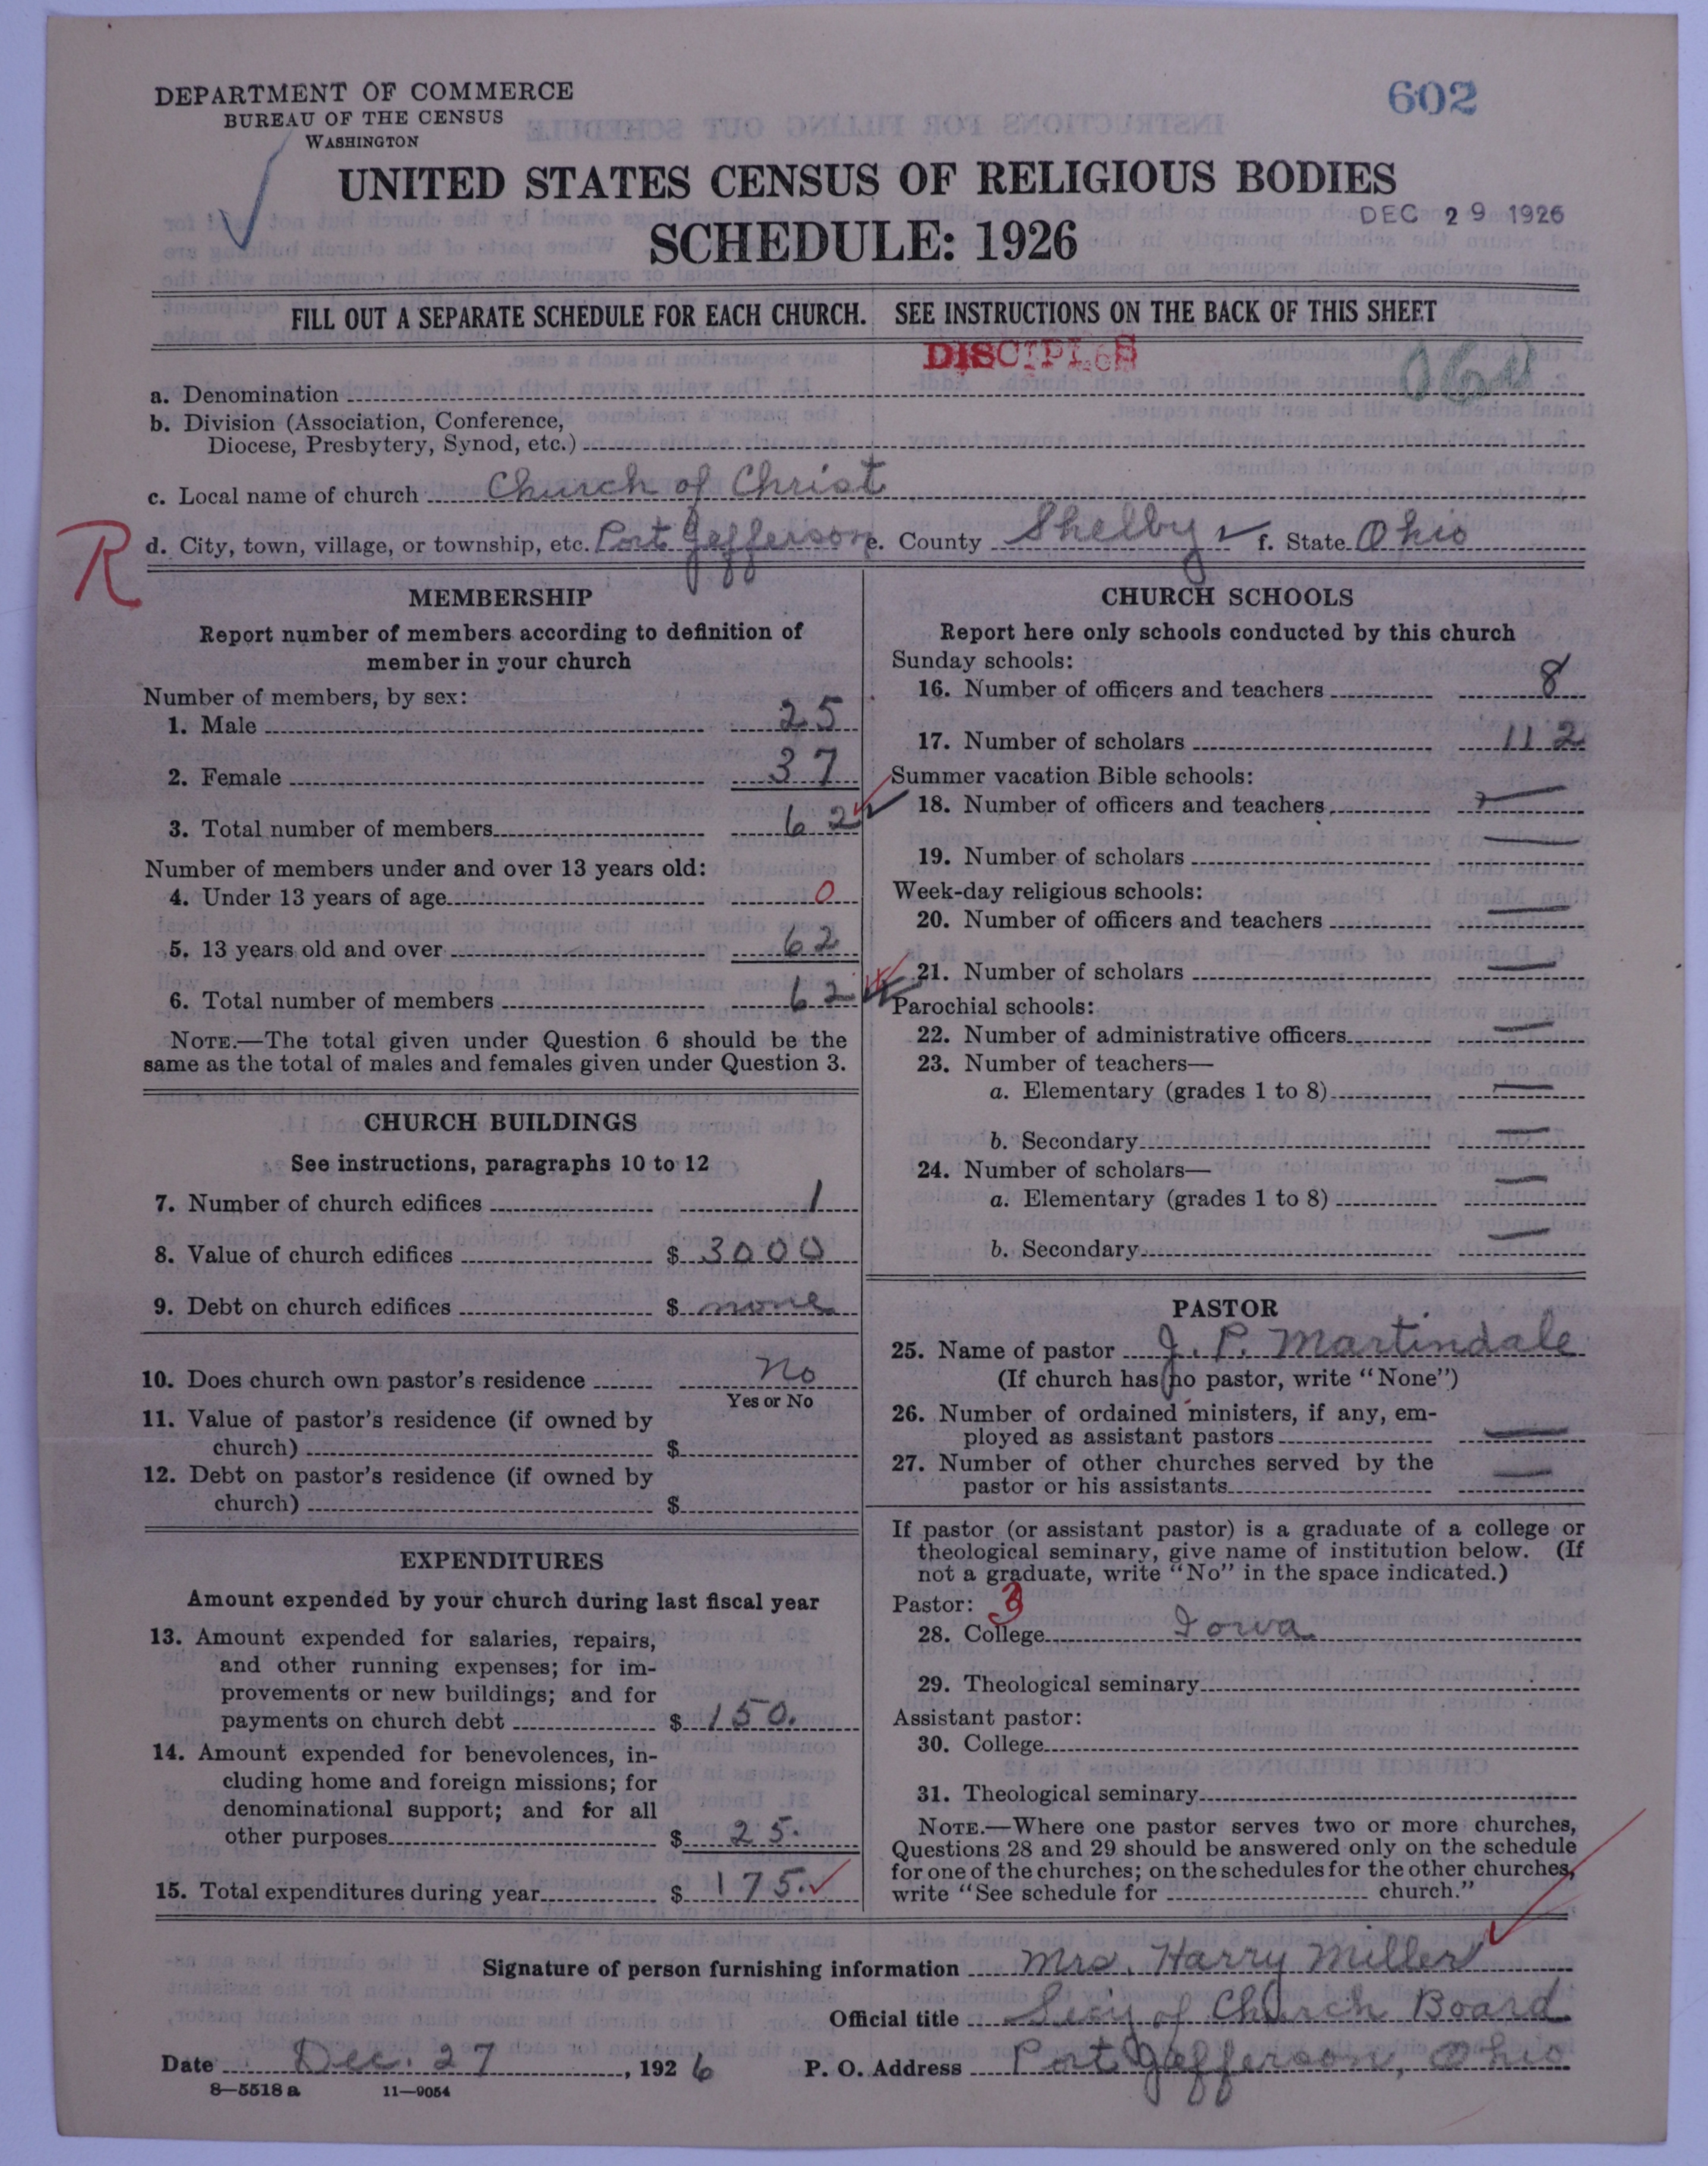 DEPARTMENT OF COMMERCE
BUREAU OF THE CENSUS
WASHINGTON
602
UNITED STATES CENSUS OF RELIGIOUS BODIES
DEC 29 1926
SCHEDULE: 1926
FILL OUT A SEPARATE SCHEDULE FOR EACH CHURCH. SEE INSTRUCTIONS ON THE BACK OF THIS SHEET
DISCIPLES
a. Denomination
b. Division (Association, Conference,
Diocese, Presbytery, Synod, etc.)
c. Local name of church Church of Christ
R
d. City, town, village, or township, etc. Port Jefferson e. County Shelby f. State Ohio
MEMBERSHIP
Report number of members according to definition of
member in your church
Number of members, by sex:
1. Male 25
2. Female 37
3. Total number of members 62
Number of members under and over 13 years old:
4. Under 13 years of age 0
5. 13 years old and over 62
6. Total number of members 62
NOTE.—The total given under Question 6 should be the
same as the total of males and females given under Question 3.
CHURCH BUILDINGS
See instructions, paragraphs 10 to 12
7. Number of church edifices 1
8. Value of church edifices $ 3000
9. Debt on church edifices $ none
10. Does church own pastor's residence No
Yes or No
11. Value of pastor's residence (if owned by
church) $
12. Debt on pastor's residence (if owned by
church) $
EXPENDITURES
Amount expended by your church during last fiscal year
13. Amount expended for salaries, repairs,
and other running expenses; for im-
provements or new buildings; and for
payments on church debt $ 150.
14. Amount expended for benevolences, in-
cluding home and foreign missions; for
denominational support; and for all
other purposes $ 25.
15. Total expenditures during year $ 175.
CHURCH SCHOOLS
Report here only schools conducted by this church
Sunday schools:
16. Number of officers and teachers 8
17. Number of scholars 112
Summer vacation Bible schools:
18. Number of officers and teachers —
19. Number of scholars —
Week-day religious schools:
20. Number of officers and teachers —
21. Number of scholars —
Parochial schools:
22. Number of administrative officers —
23. Number of teachers—
a. Elementary (grades 1 to 8) —
b. Secondary —
24. Number of scholars—
a. Elementary (grades 1 to 8) —
b. Secondary —
PASTOR
25. Name of pastor J. P. Martindale
(If church has no pastor, write "None")
26. Number of ordained ministers, if any, em-
ployed as assistant pastors —
27. Number of other churches served by the
pastor or his assistants —
If pastor (or assistant pastor) is a graduate of a college or
theological seminary, give name of institution below. (If
not a graduate, write "No" in the space indicated.)
Pastor: 3
28. College Iowa
29. Theological seminary
Assistant pastor:
30. College
31. Theological seminary
NOTE.—Where one pastor serves two or more churches,
Questions 28 and 29 should be answered only on the schedule
for one of the churches; on the schedules for the other churches,
write "See schedule for church."
Signature of person furnishing information Mrs. Harry Miller
Official title Sec'y of Church Board
Date Dec. 27, 1926 P. O. Address Port Jefferson, Ohio
8—5518 a 11—9054